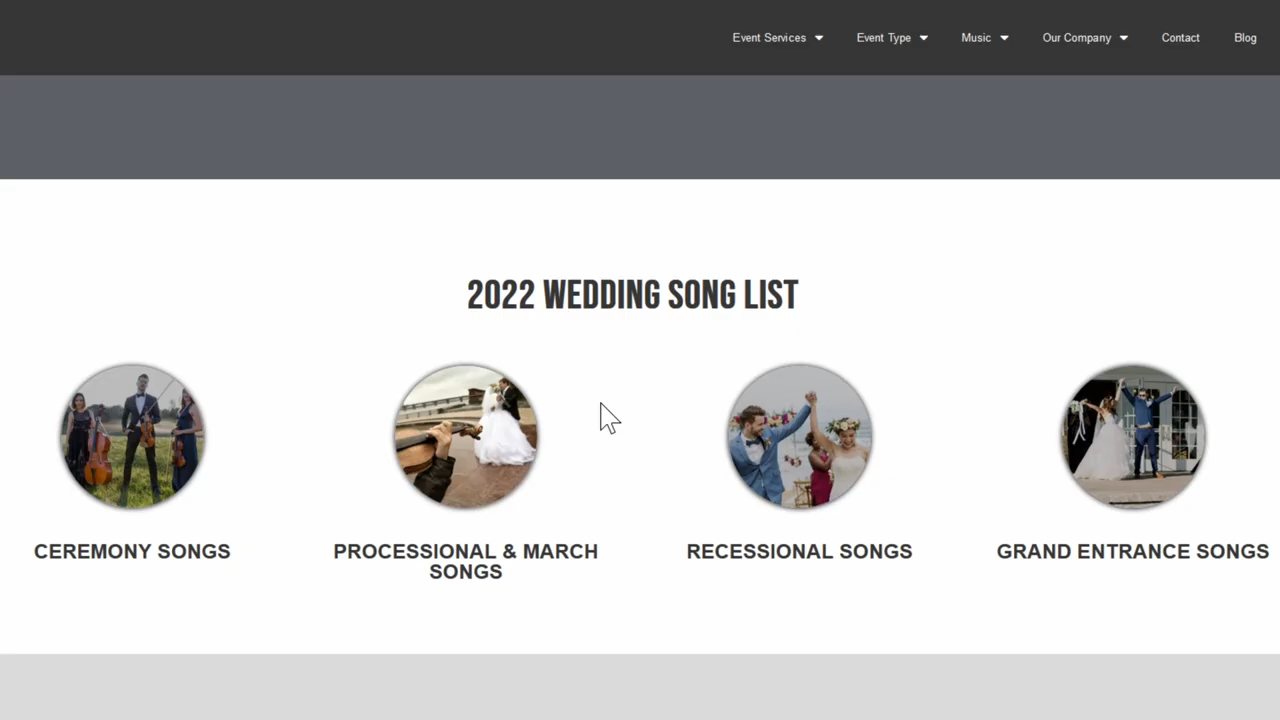 Event Services Event Type Music Our Company Contact Blog
2022 WEDDING SONG LIST
CEREMONY SONGS
PROCESSIONAL & MARCH
SONGS
RECESSIONAL SONGS
GRAND ENTRANCE SONGS